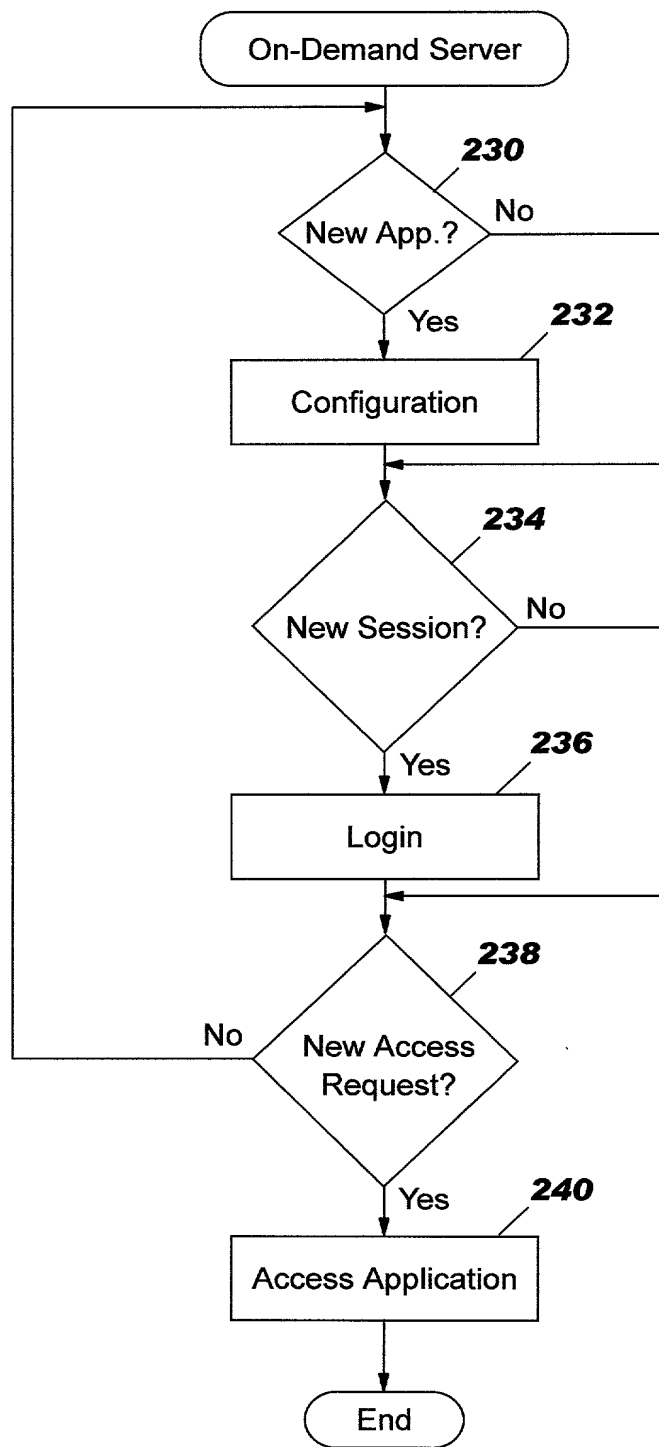 On-Demand Server
230
New App.?
No
Yes
232
Configuration
234
New Session?
No
Yes
236
Login
238
No
New Access
Request?
Yes
240
Access Application
End